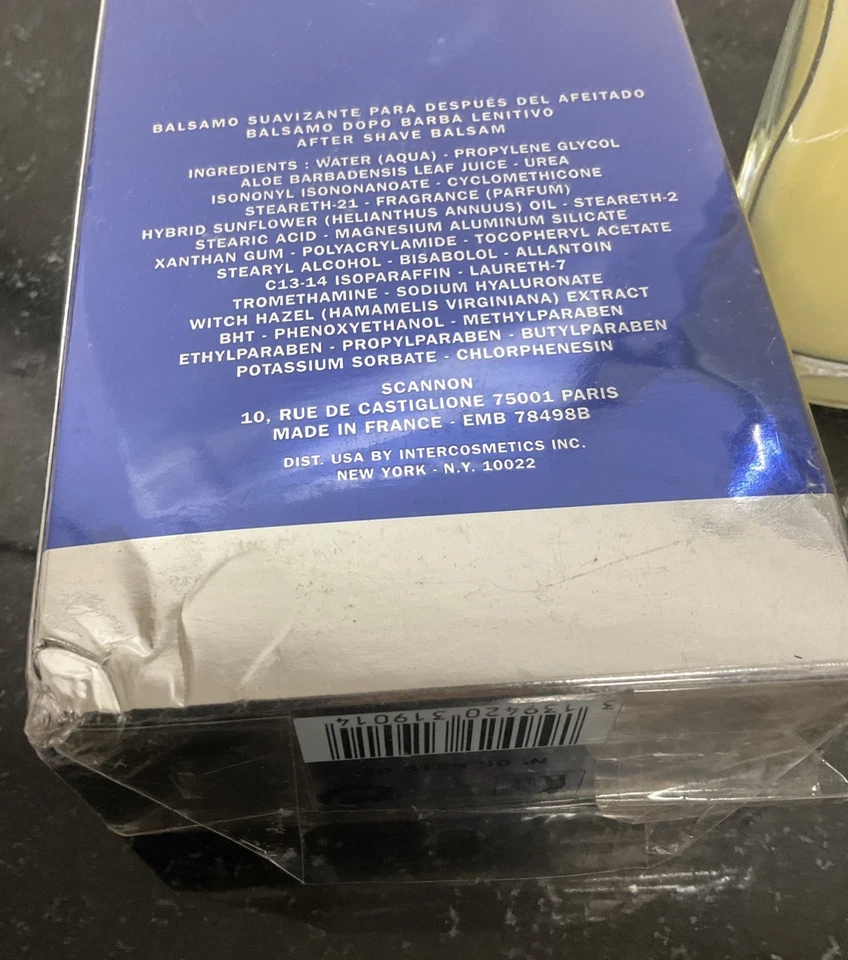 BALSAMO SUAVIZANTE PARA DESPUÉS DEL AFEITADO
BALSAMO DOPO BARBA LENITIVO
AFTER SHAVE BALSAM
INGREDIENTS : WATER (AQUA) - PROPYLENE GLYCOL
ALOE BARBADENSIS LEAF JUICE - UREA
ISONONYL ISONONANOATE - CYCLOMETHICONE
STEARETH-21 - FRAGRANCE (PARFUM)
HYBRID SUNFLOWER (HELIANTHUS ANNUUS) OIL - STEARETH-2
STEARIC ACID - MAGNESIUM ALUMINUM SILICATE
XANTHAN GUM - POLYACRYLAMIDE - TOCOPHERYL ACETATE
STEARYL ALCOHOL - BISABOLOL - ALLANTOIN
C13-14 ISOPARAFFIN - LAURETH-7
TROMETHAMINE - SODIUM HYALURONATE
WITCH HAZEL (HAMAMELIS VIRGINIANA) EXTRACT
BHT - PHENOXYETHANOL - METHYLPARABEN
ETHYLPARABEN - PROPYLPARABEN - BUTYLPARABEN
POTASSIUM SORBATE - CHLORPHENESIN
SCANNON
10, RUE DE CASTIGLIONE 75001 PARIS
MADE IN FRANCE - EMB 78498B
DIST. USA BY INTERCOSMETICS INC.
NEW YORK - N.Y. 10022
3 139420 319014